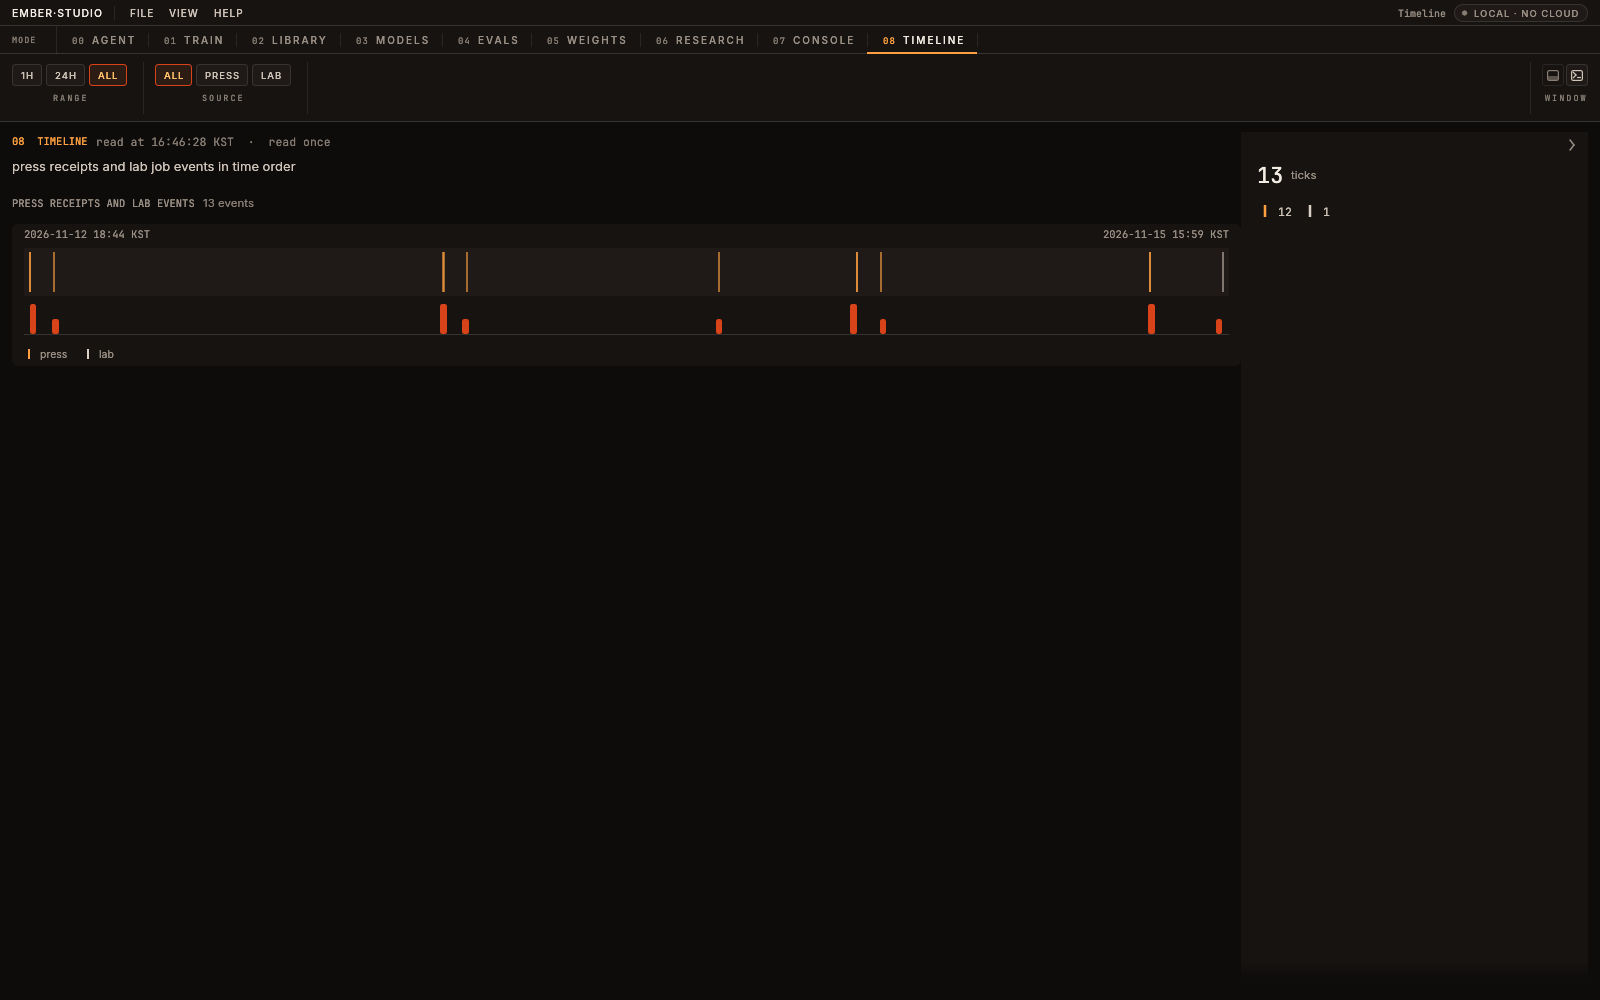 EMBER·STUDIO FILE VIEW HELP Timeline LOCAL · NO CLOUD
MODE 00 AGENT 01 TRAIN 02 LIBRARY 03 MODELS 04 EVALS 05 WEIGHTS 06 RESEARCH 07 CONSOLE 08 TIMELINE
1H 24H ALL ALL PRESS LAB
RANGE SOURCE WINDOW
08 TIMELINE read at 16:46:28 KST · read once
press receipts and lab job events in time order
13 ticks
PRESS RECEIPTS AND LAB EVENTS 13 events
12 1
2026-11-12 18:44 KST 2026-11-15 15:59 KST
press lab